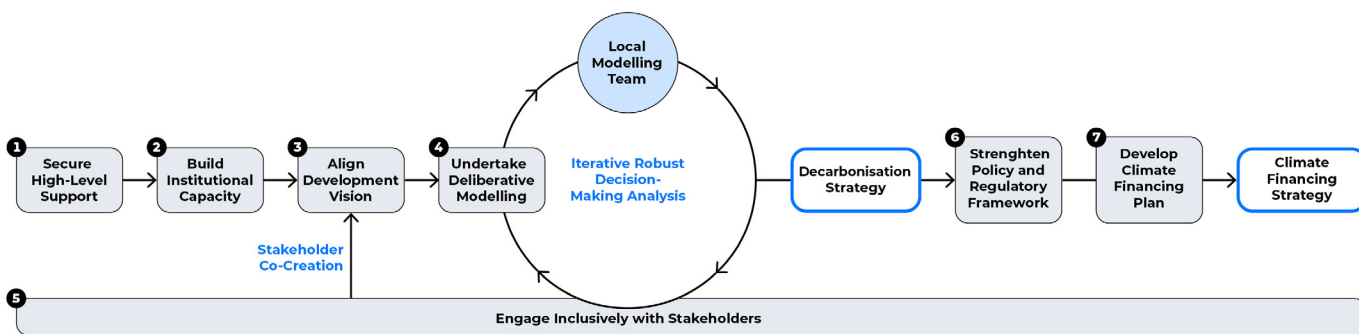 1
Secure
High-Level
Support
2
Build
Institutional
Capacity
3
Align
Development
Vision
4
Undertake
Deliberative
Modelling
Local
Modelling
Team
Iterative Robust
Decision-
Making Analysis
Decarbonisation
Strategy
6
Strenghten
Policy and
Regulatory
Framework
7
Develop
Climate
Financing
Plan
Climate
Financing
Strategy
Stakeholder
Co-Creation
5
Engage Inclusively with Stakeholders